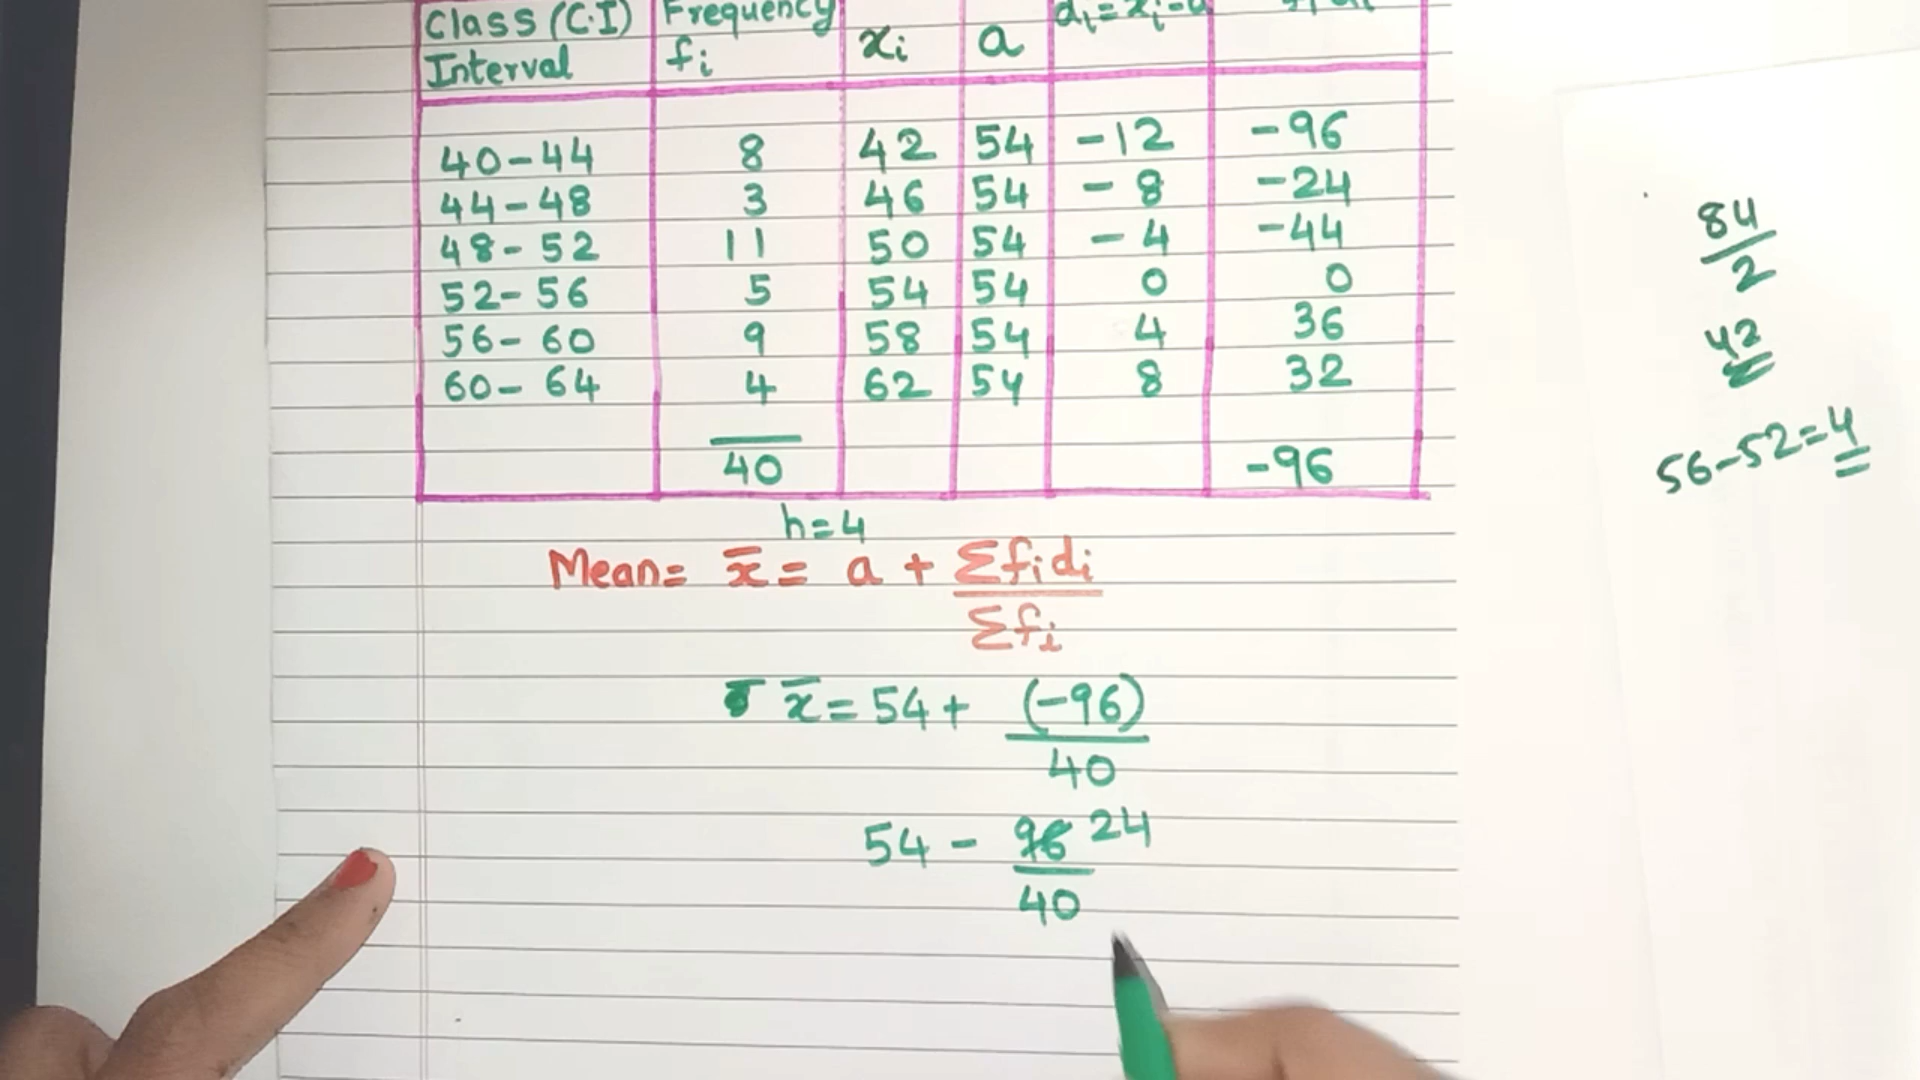 Class (C.I) Frequency di = xi - a
Interval fi xi a
40-44 8 42 54 -12 -96
44-48 3 46 54 -8 -24
48-52 11 50 54 -4 -44
52-56 5 54 54 0 0
56-60 9 58 54 4 36
60-64 4 62 54 8 32
40 -96
h=4
Mean= x̄ = a + Σfidi
Σfi
x̄ = 54 + (-96)
40
54 - 96 24
40
84
2
42
56-52=4